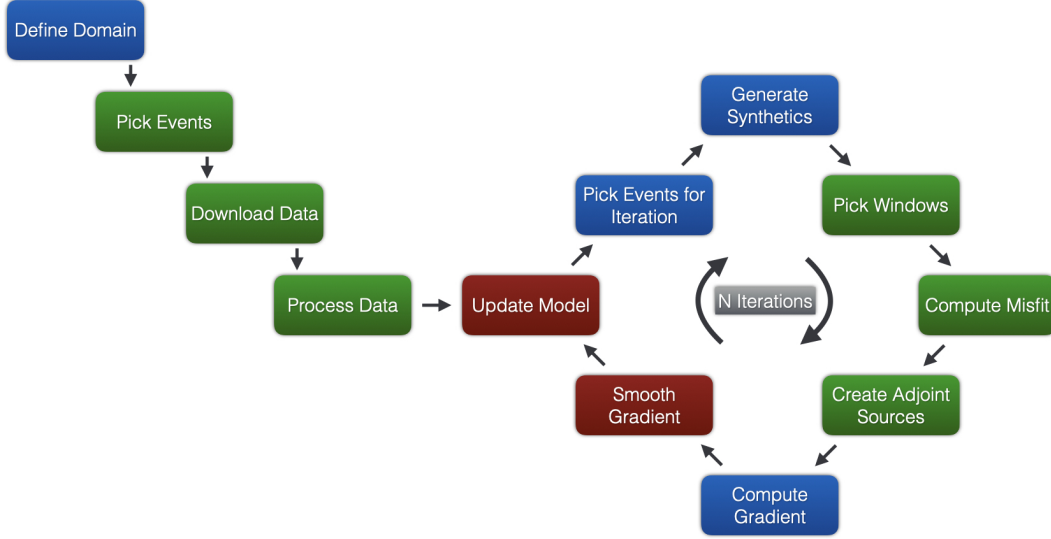 Define Domain
Pick Events
Download Data
Process Data
Update Model
Pick Events for
Iteration
Generate
Synthetics
Pick Windows
Compute Misfit
Create Adjoint
Sources
Compute
Gradient
Smooth
Gradient
N Iterations